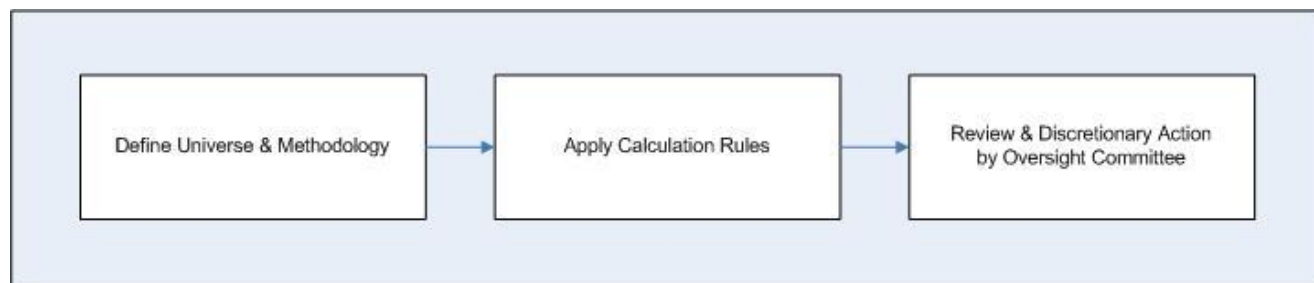 Define Universe & Methodology
Apply Calculation Rules
Review & Discretionary Action
by Oversight Committee